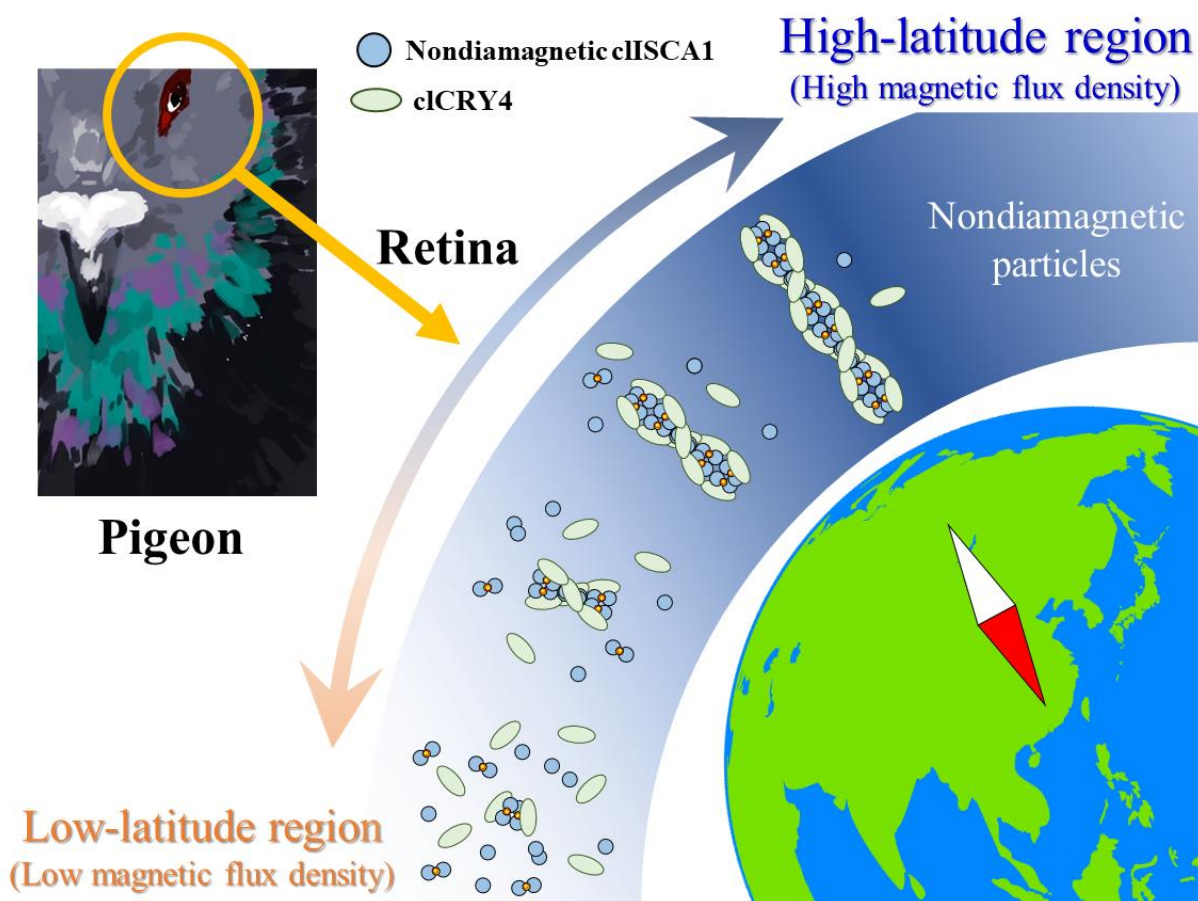 Nondiamagnetic clISCA1
clCRY4
High-latitude region
(High magnetic flux density)
Nondiamagnetic
particles
Retina
Pigeon
Low-latitude region
(Low magnetic flux density)